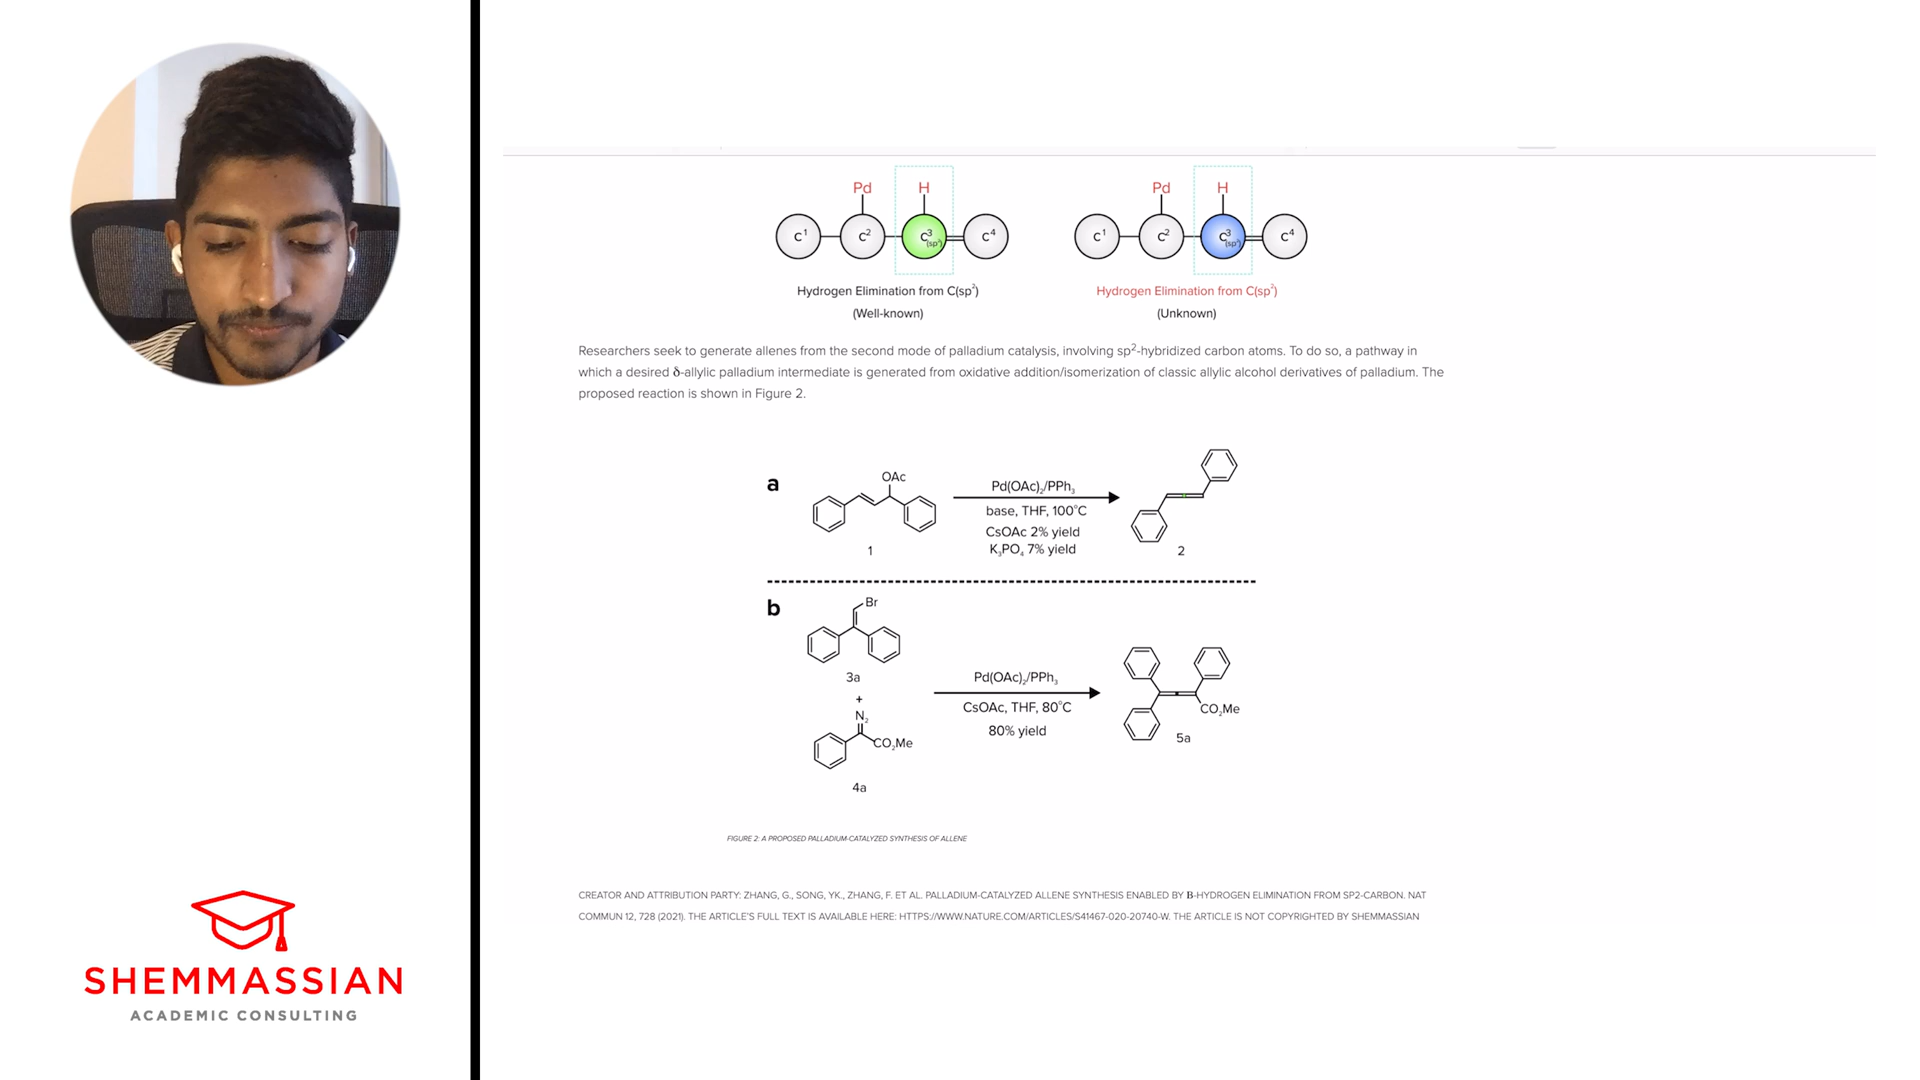 Pd H
C¹ C² C³ (sp²) C⁴
Hydrogen Elimination from C(sp²)
(Well-known)
Pd H
C¹ C² C³ (sp²) C⁴
Hydrogen Elimination from C(sp²)
(Unknown)
Researchers seek to generate allenes from the second mode of palladium catalysis, involving sp²-hybridized carbon atoms. To do so, a pathway in
which a desired δ-allylic palladium intermediate is generated from oxidative addition/isomerization of classic allylic alcohol derivatives of palladium. The
proposed reaction is shown in Figure 2.
a
OAc
1
Pd(OAc)₂/PPh₃
base, THF, 100°C
CsOAc 2% yield
K₃PO₄ 7% yield
2
b
Br
3a
+
N₂
CO₂Me
4a
Pd(OAc)₂/PPh₃
CsOAc, THF, 80°C
80% yield
CO₂Me
5a
FIGURE 2: A PROPOSED PALLADIUM-CATALYZED SYNTHESIS OF ALLENE
CREATOR AND ATTRIBUTION PARTY: ZHANG, G., SONG, YK., ZHANG, F. ET AL. PALLADIUM-CATALYZED ALLENE SYNTHESIS ENABLED BY Β-HYDROGEN ELIMINATION FROM SP2-CARBON. NAT
COMMUN 12, 728 (2021). THE ARTICLE'S FULL TEXT IS AVAILABLE HERE: HTTPS://WWW.NATURE.COM/ARTICLES/S41467-020-20740-W. THE ARTICLE IS NOT COPYRIGHTED BY SHEMMASSIAN
SHEMMASSIAN
ACADEMIC CONSULTING